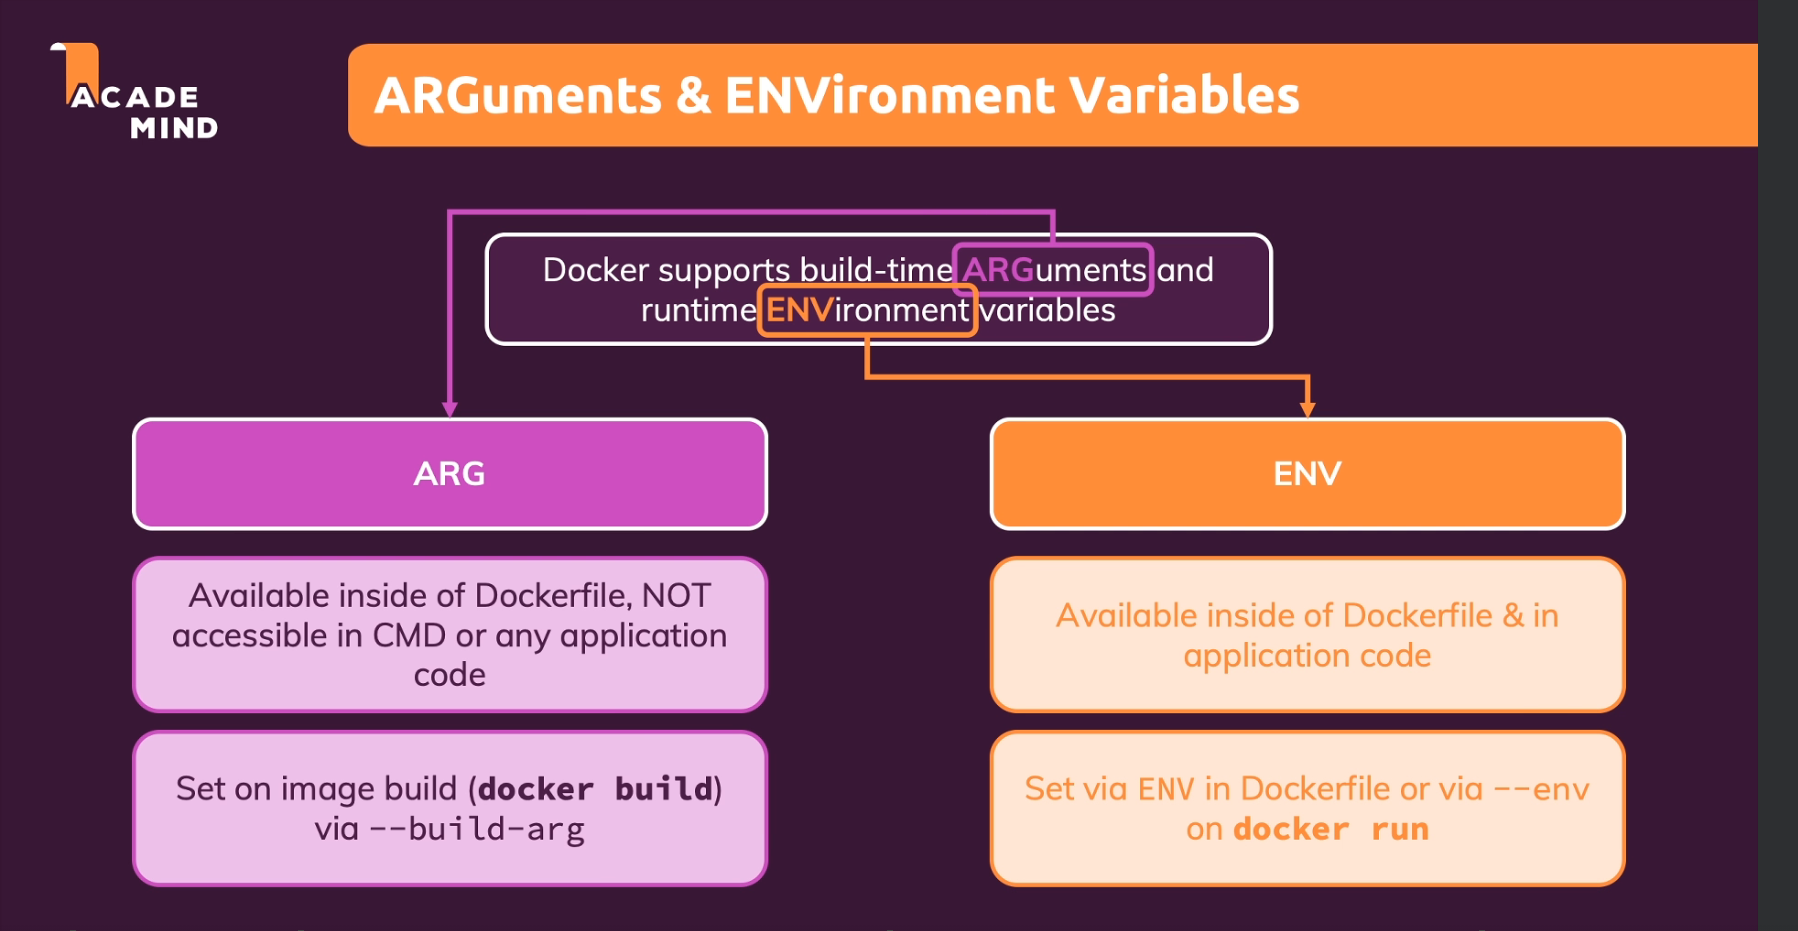 ACADE
MIND
ARGuments & ENVironment Variables
Docker supports build-time ARGuments and
runtime ENVironment variables
ARG
Available inside of Dockerfile, NOT
accessible in CMD or any application
code
Set on image build (docker build)
via --build-arg
ENV
Available inside of Dockerfile & in
application code
Set via ENV in Dockerfile or via --env
on docker run